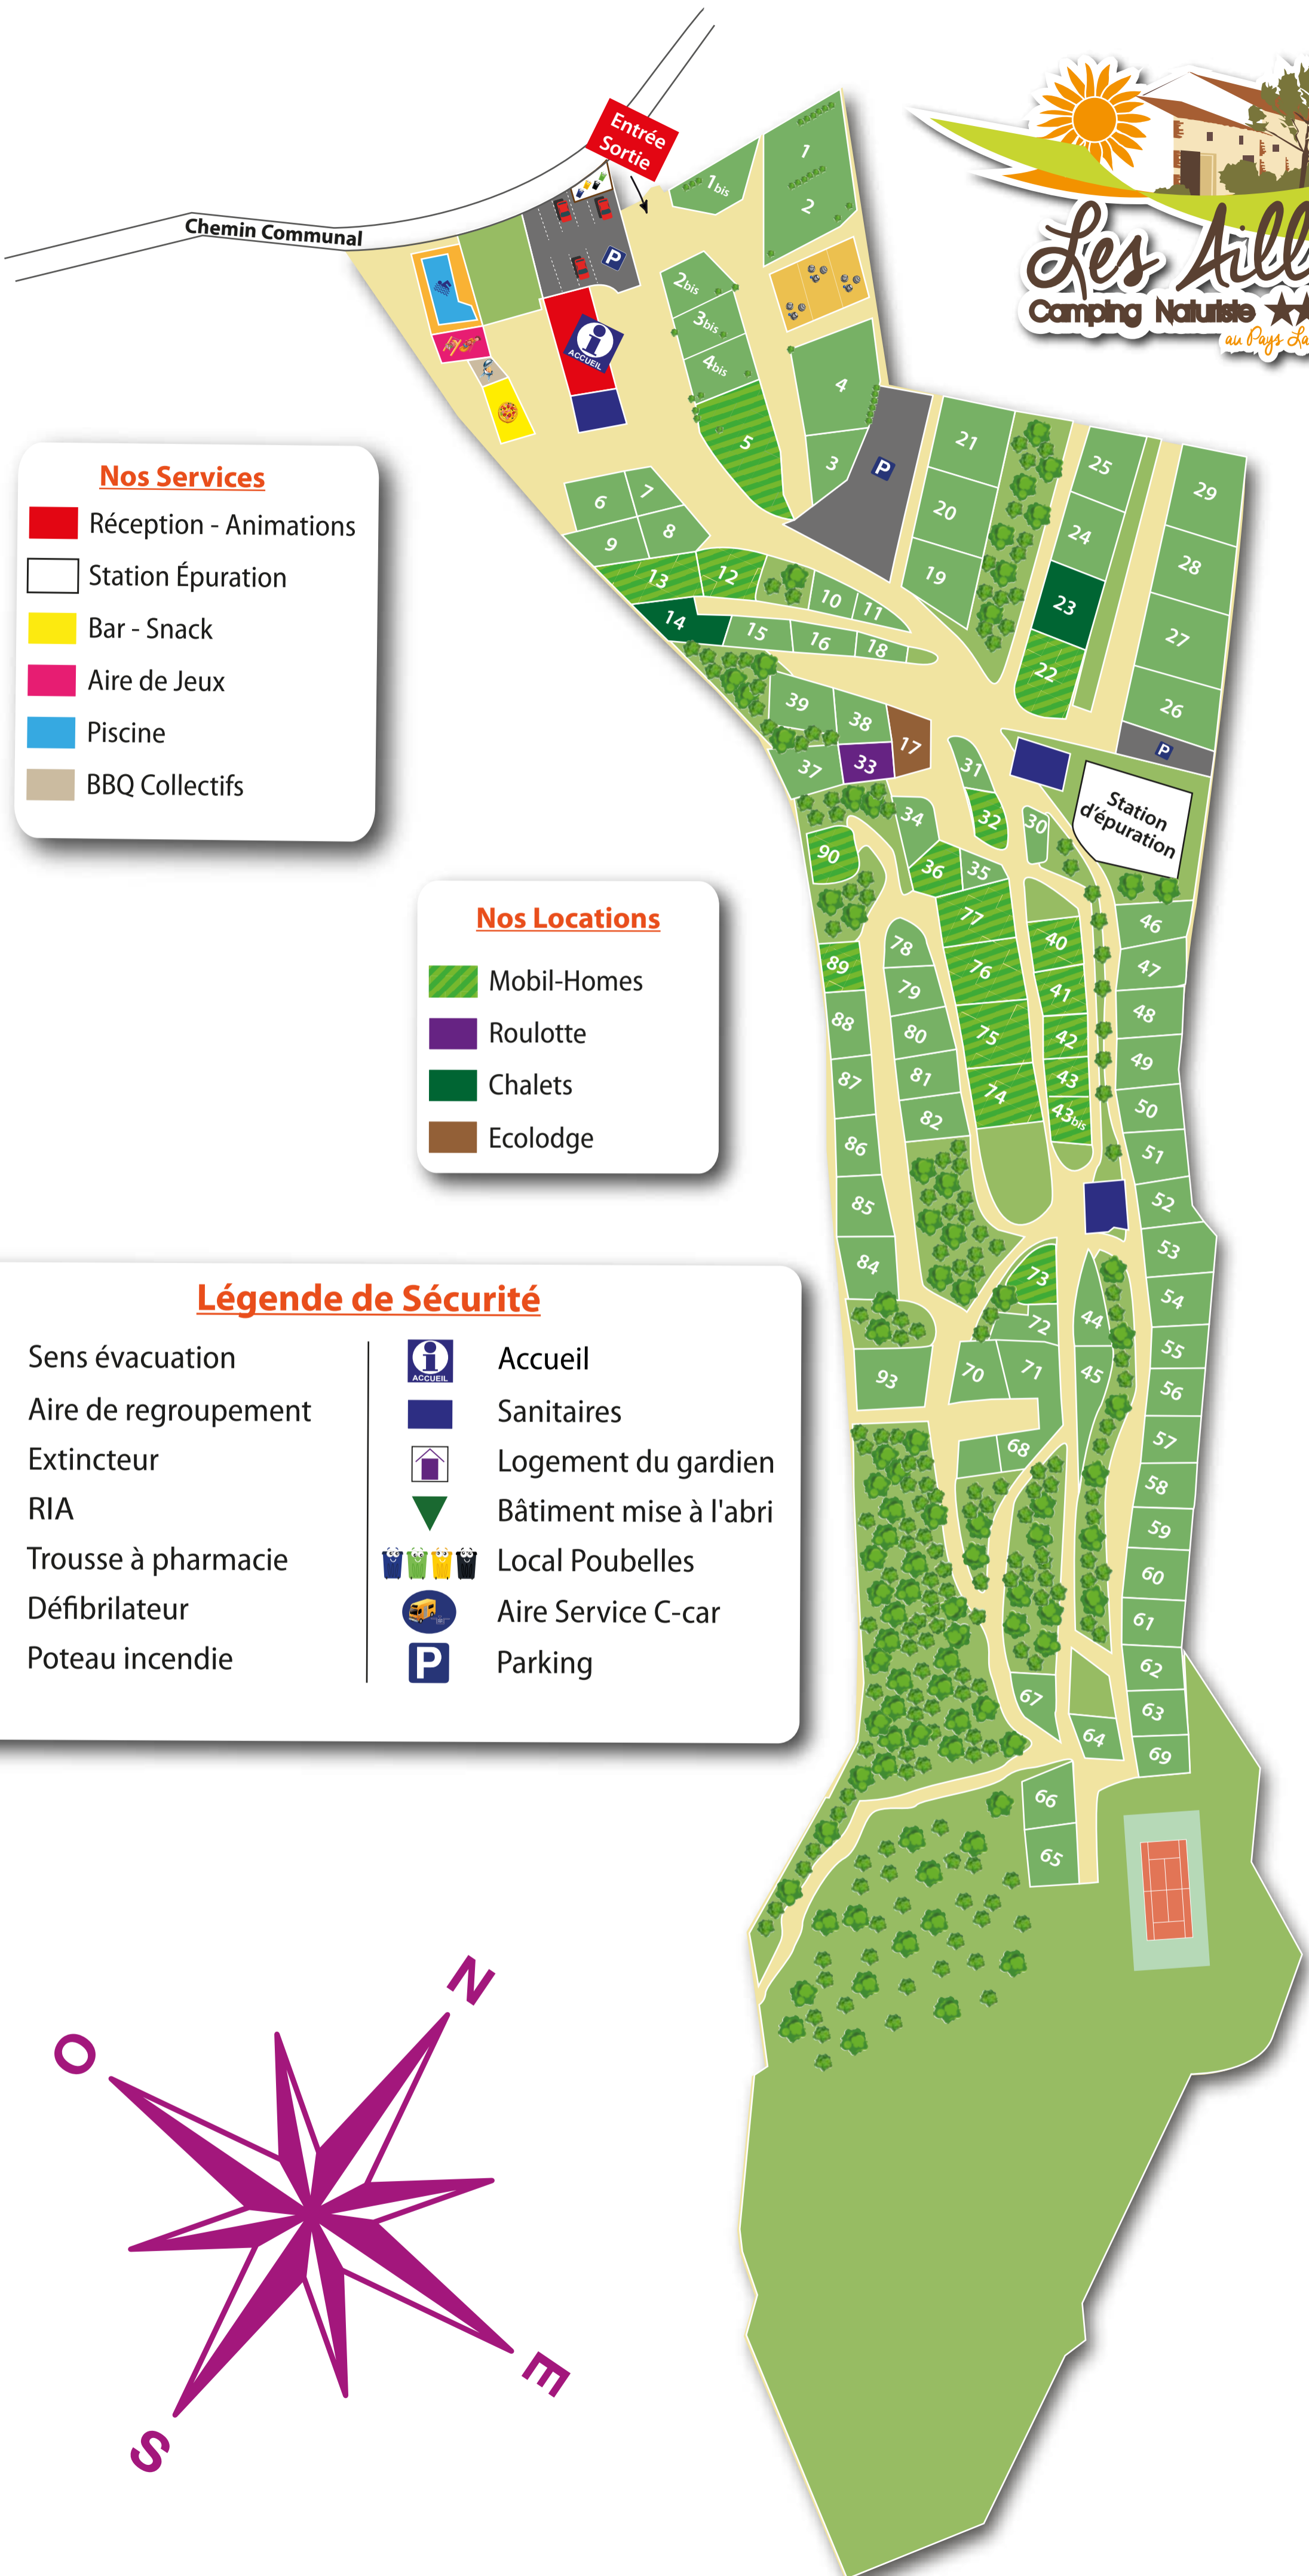 Entrée
Sortie
Chemin Communal
Les Aill
Camping Naturiste
au Pays La
P
i
ACCUEIL
1
1bis
2
2bis
3bis
4bis
4
5
3
P
6
7
8
9
13
12
10
11
14
15
16
18
21
20
19
25
24
23
22
29
28
27
26
P
39
38
17
37
33
31
32
30
34
36
35
Station
d'épuration
90
77
76
75
74
40
41
42
43
43bis
46
47
48
49
50
51
52
53
54
55
56
57
58
59
60
61
62
63
69
89
88
87
86
85
84
78
79
80
81
82
73
72
71
70
44
45
93
68
67
64
66
65
Nos Services
Réception - Animations
Station Épuration
Bar - Snack
Aire de Jeux
Piscine
BBQ Collectifs
Nos Locations
Mobil-Homes
Roulotte
Chalets
Ecolodge
Légende de Sécurité
Sens évacuation
Aire de regroupement
Extincteur
RIA
Trousse à pharmacie
Défibrilateur
Poteau incendie
i
ACCUEIL
Accueil
Sanitaires
Logement du gardien
Bâtiment mise à l'abri
Local Poubelles
Aire Service C-car
P
Parking
N
O
E
S